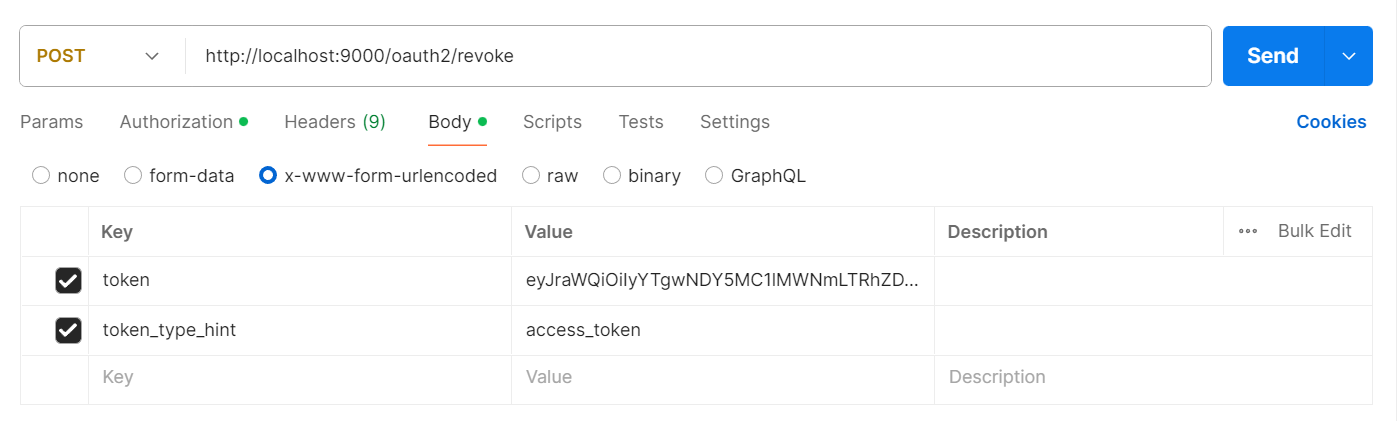 POST http://localhost:9000/oauth2/revoke Send
Params Authorization Headers (9) Body Scripts Tests Settings Cookies
none form-data x-www-form-urlencoded raw binary GraphQL
Key Value Description Bulk Edit
token eyJraWQiOiIyYTgwNDY5MC1lMWNmLTRhZD...
token_type_hint access_token
Key Value Description